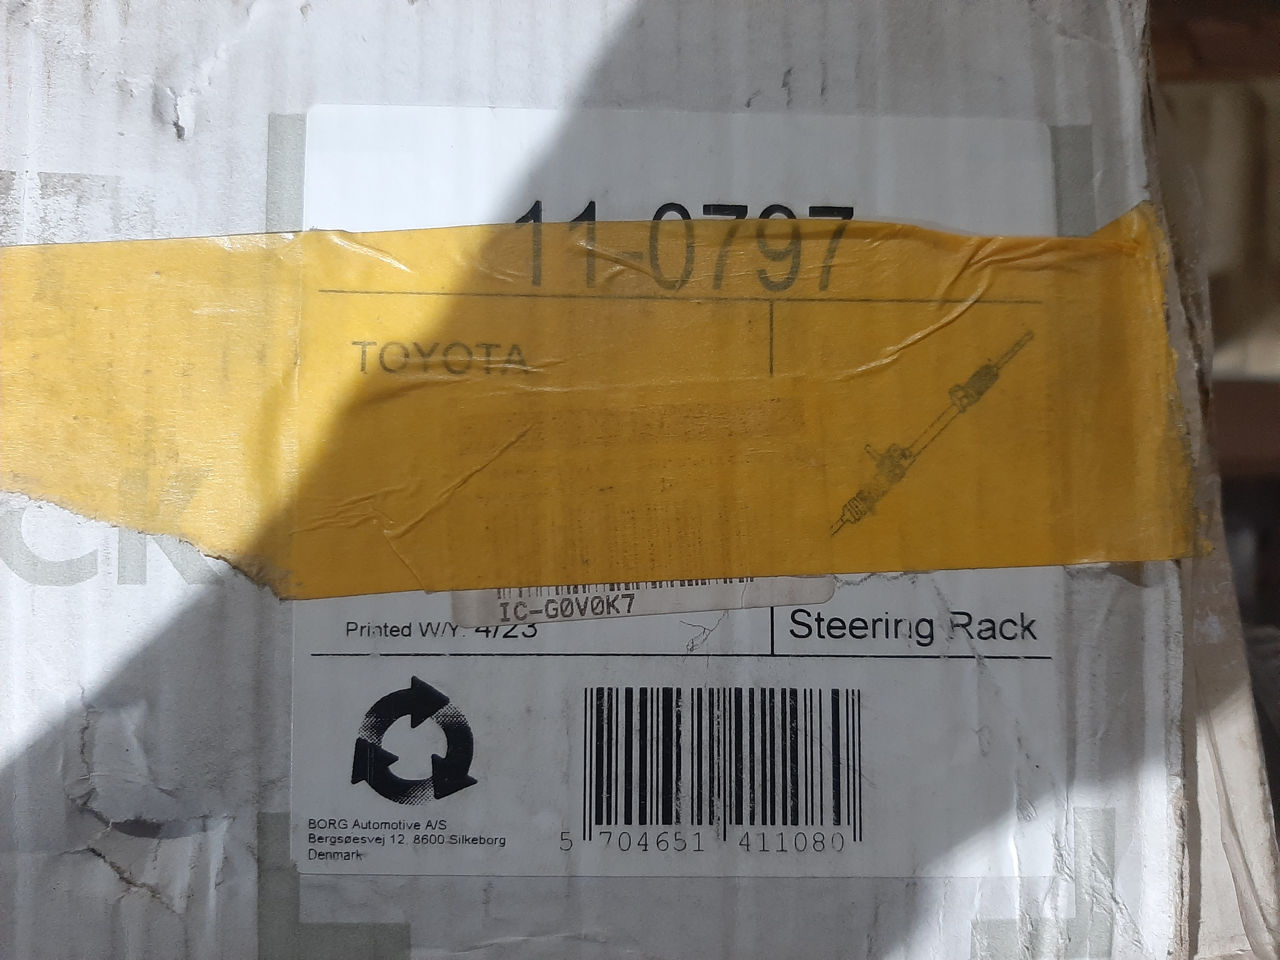 11-0797
TOYOTA
CK
IC-G0V0K7
Printed W/Y: 4/23
Steering Rack
BORG Automotive A/S
Bergsøesvej 12, 8600 Silkeborg
Denmark
5 704651 411080